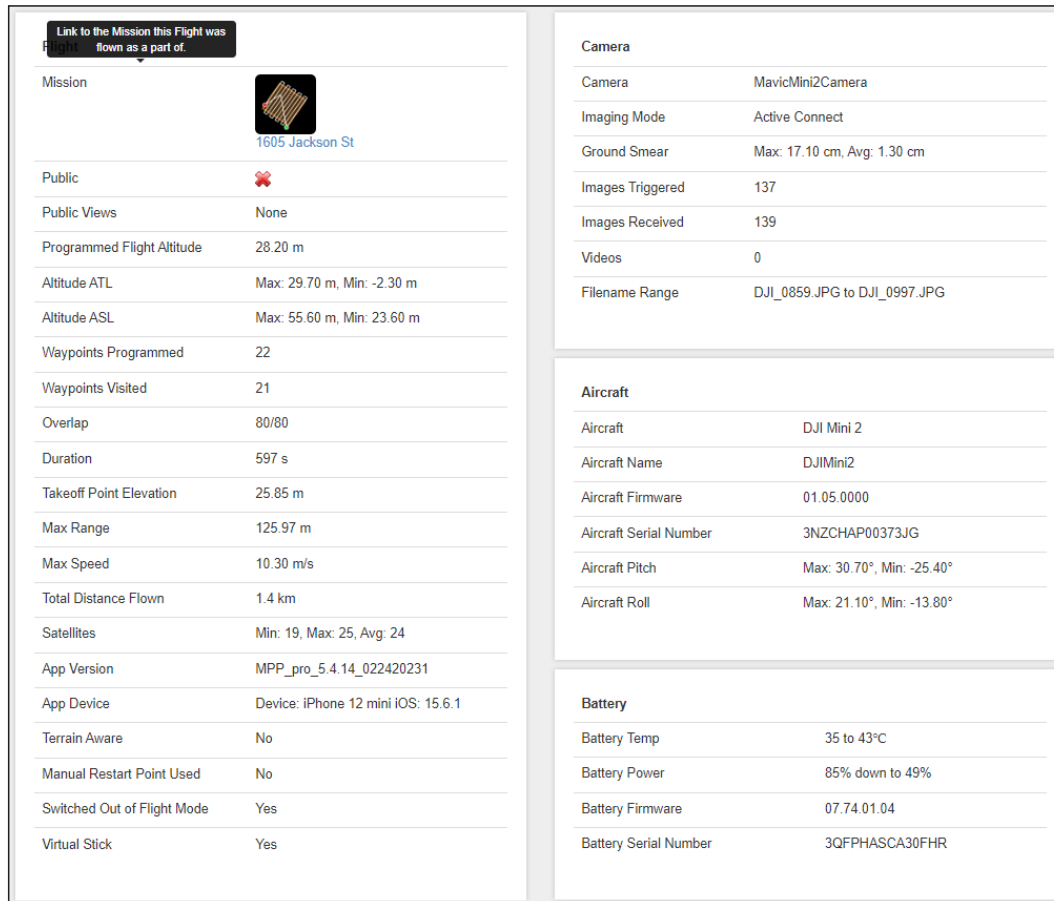 Link to the Mission this Flight was
flown as a part of.
Flight
Mission
1605 Jackson St
Public
Public Views None
Programmed Flight Altitude 28.20 m
Altitude ATL Max: 29.70 m, Min: -2.30 m
Altitude ASL Max: 55.60 m, Min: 23.60 m
Waypoints Programmed 22
Waypoints Visited 21
Overlap 80/80
Duration 597 s
Takeoff Point Elevation 25.85 m
Max Range 125.97 m
Max Speed 10.30 m/s
Total Distance Flown 1.4 km
Satellites Min: 19, Max: 25, Avg: 24
App Version MPP_pro_5.4.14_022420231
App Device Device: iPhone 12 mini iOS: 15.6.1
Terrain Aware No
Manual Restart Point Used No
Switched Out of Flight Mode Yes
Virtual Stick Yes
Camera
Camera MavicMini2Camera
Imaging Mode Active Connect
Ground Smear Max: 17.10 cm, Avg: 1.30 cm
Images Triggered 137
Images Received 139
Videos 0
Filename Range DJI_0859.JPG to DJI_0997.JPG
Aircraft
Aircraft DJI Mini 2
Aircraft Name DJIMini2
Aircraft Firmware 01.05.0000
Aircraft Serial Number 3NZCHAP00373JG
Aircraft Pitch Max: 30.70°, Min: -25.40°
Aircraft Roll Max: 21.10°, Min: -13.80°
Battery
Battery Temp 35 to 43°C
Battery Power 85% down to 49%
Battery Firmware 07.74.01.04
Battery Serial Number 3QFPHASCA30FHR